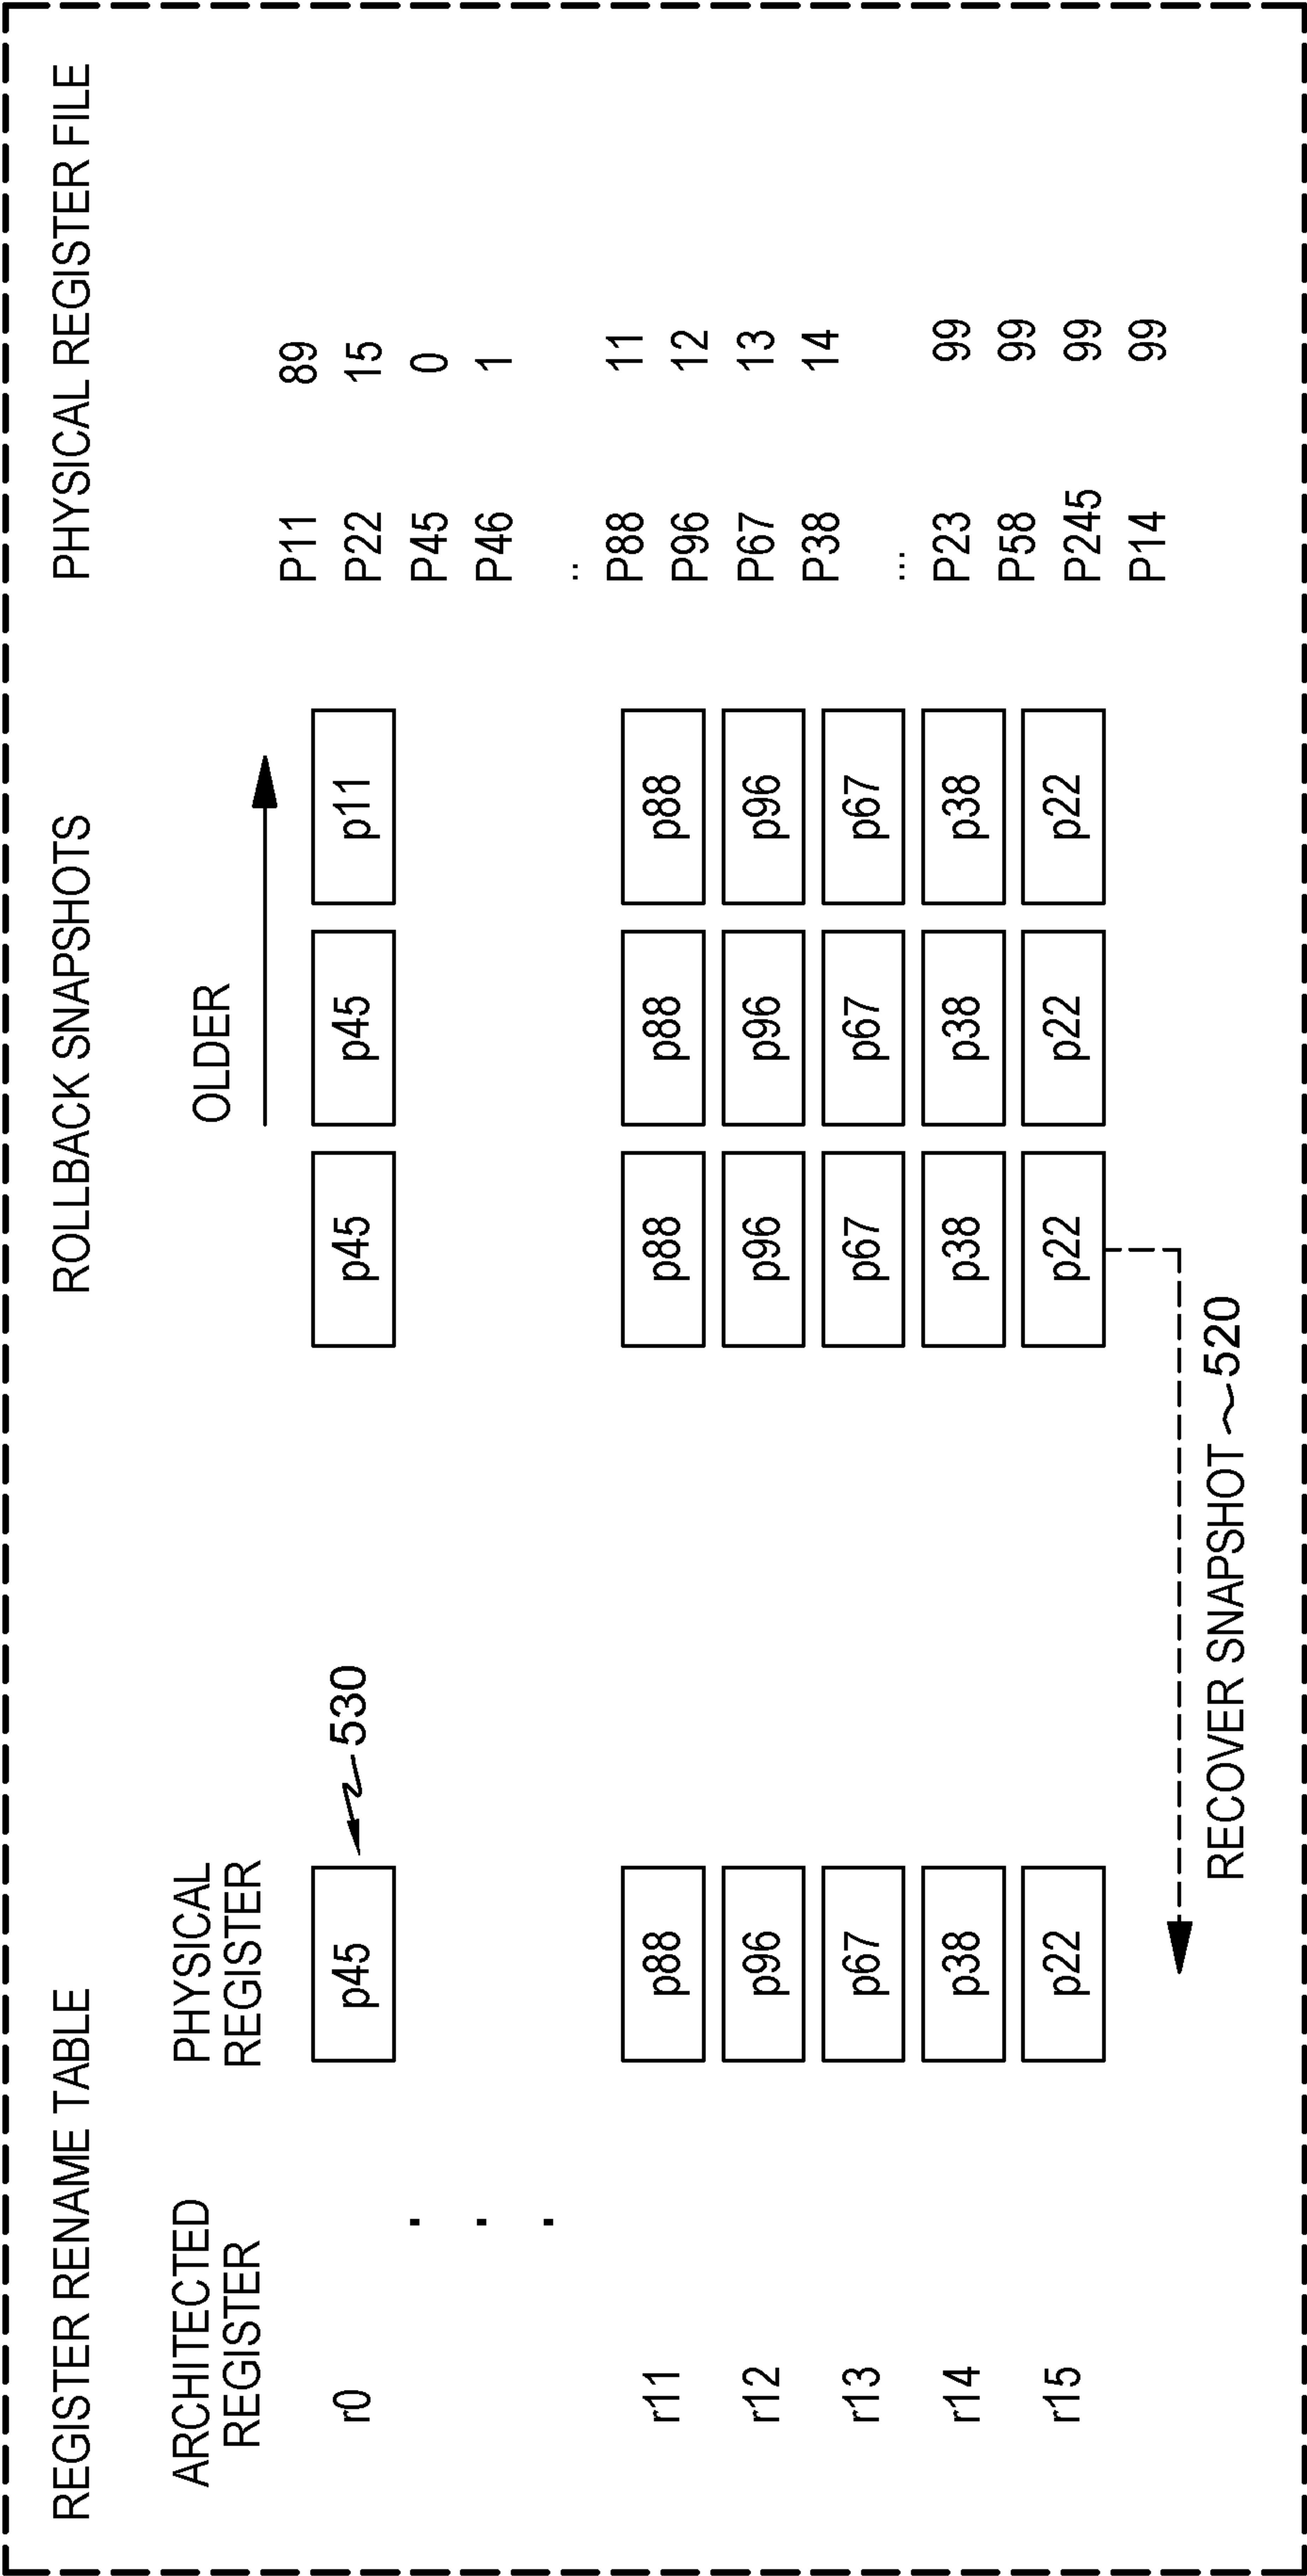 REGISTER RENAME TABLE ROLLBACK SNAPSHOTS PHYSICAL REGISTER FILE
ARCHITECTED REGISTER
PHYSICAL REGISTER
OLDER
r0 p45 530 p45 p45 p11
.
.
.
r11 p88 p88 p88 p88
r12 p96 p96 p96 p96
r13 p67 p67 p67 p67
r14 p38 p38 p38 p38
r15 p22 p22 p22 p22
RECOVER SNAPSHOT 520
P11 89
P22 15
P45 0
P46 1
..
P88 11
P96 12
P67 13
P38 14
...
P23 99
P58 99
P245 99
P14 99